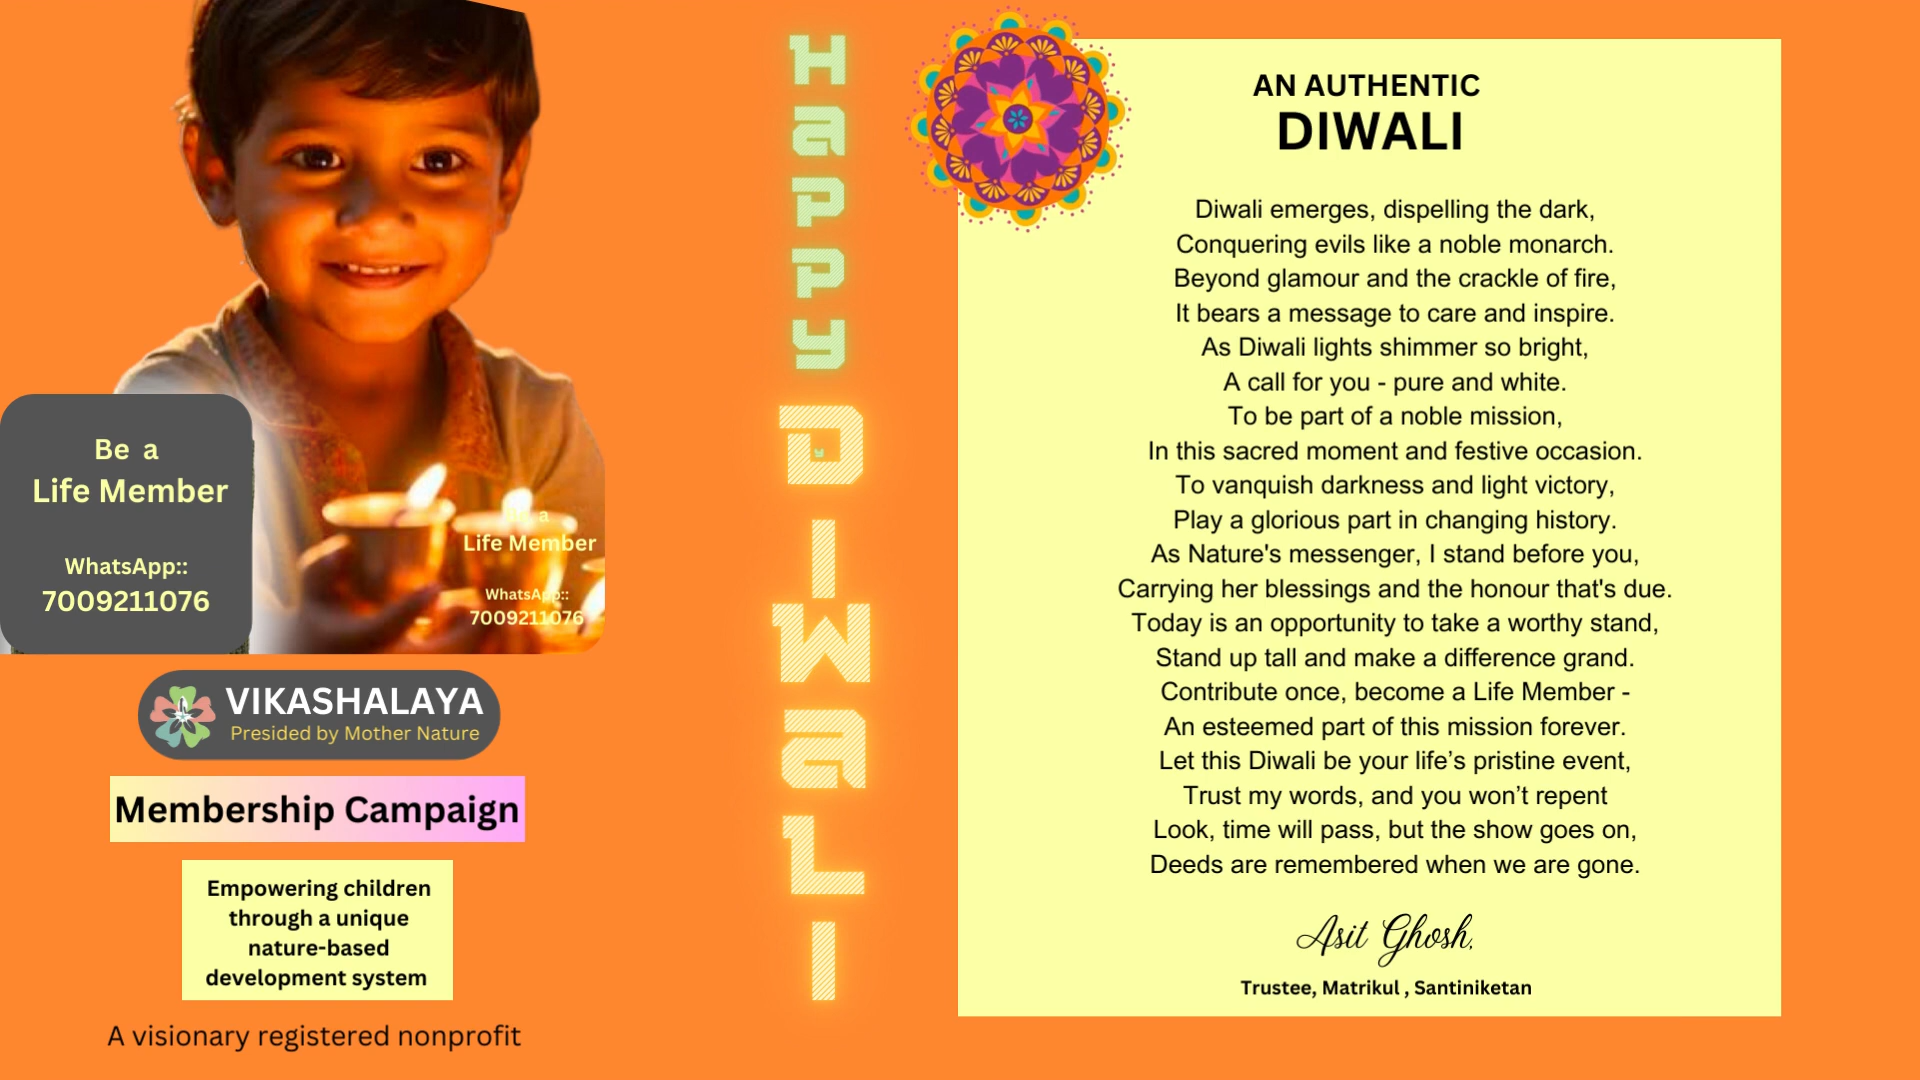 Be a
Life Member
WhatsApp::
7009211076
a
Life Member
WhatsApp::
7009211076
VIKASHALAYA
Presided by Mother Nature
Membership Campaign
Empowering children
through a unique
nature-based
development system
A visionary registered nonprofit
Happy
DIWALI
AN AUTHENTIC
DIWALI
Diwali emerges, dispelling the dark,
Conquering evils like a noble monarch.
Beyond glamour and the crackle of fire,
It bears a message to care and inspire.
As Diwali lights shimmer so bright,
A call for you - pure and white.
To be part of a noble mission,
In this sacred moment and festive occasion.
To vanquish darkness and light victory,
Play a glorious part in changing history.
As Nature's messenger, I stand before you,
Carrying her blessings and the honour that's due.
Today is an opportunity to take a worthy stand,
Stand up tall and make a difference grand.
Contribute once, become a Life Member -
An esteemed part of this mission forever.
Let this Diwali be your life’s pristine event,
Trust my words, and you won’t repent
Look, time will pass, but the show goes on,
Deeds are remembered when we are gone.
Asit Ghosh,
Trustee, Matrikul , Santiniketan